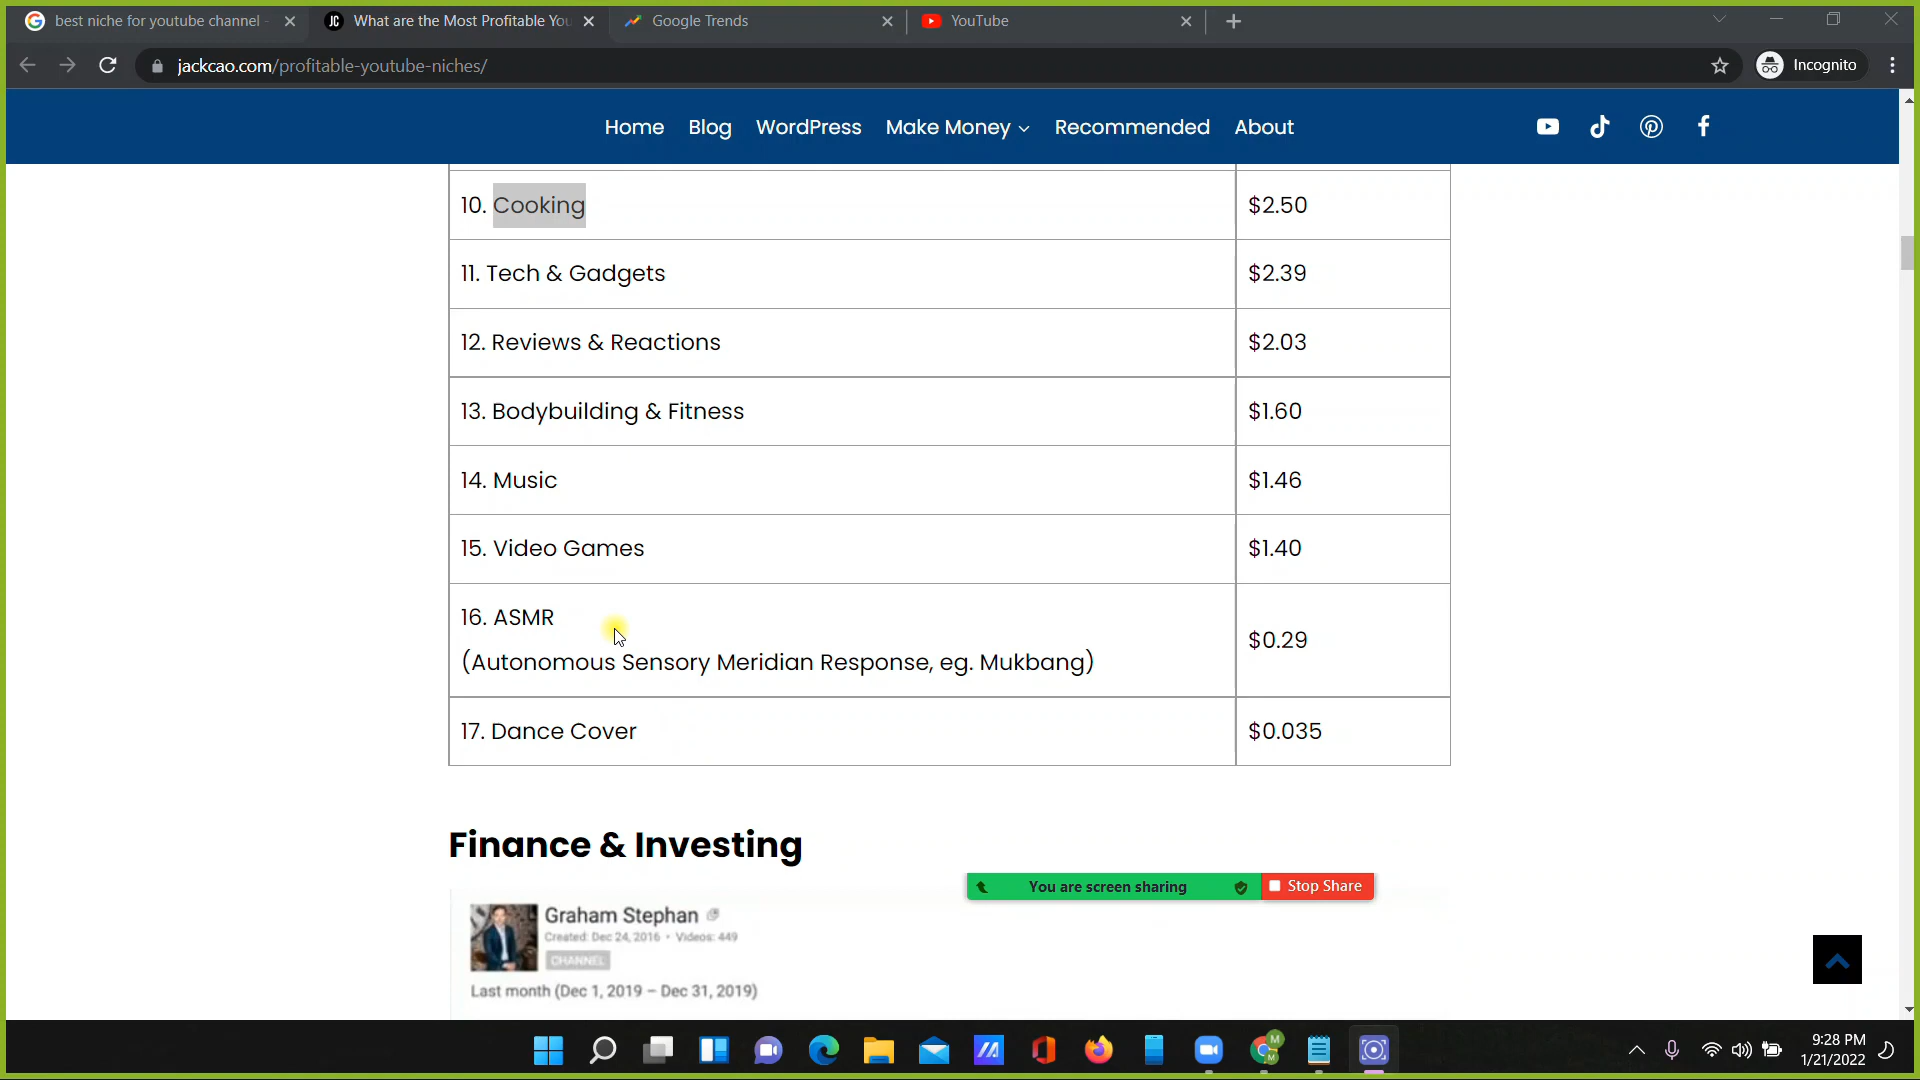 best niche for youtube channel -
JC What are the Most Profitable You
Google Trends
YouTube
jackcao.com/profitable-youtube-niches/
Incognito
Home Blog WordPress Make Money Recommended About
10. Cooking $2.50
11. Tech & Gadgets $2.39
12. Reviews & Reactions $2.03
13. Bodybuilding & Fitness $1.60
14. Music $1.46
15. Video Games $1.40
16. ASMR
(Autonomous Sensory Meridian Response, eg. Mukbang) $0.29
17. Dance Cover $0.035
Finance & Investing
You are screen sharing Stop Share
Graham Stephan
Created: Dec 24, 2016 • Videos: 449
CHANNEL
Last month (Dec 1, 2019 – Dec 31, 2019)
M
M
9:28 PM
1/21/2022